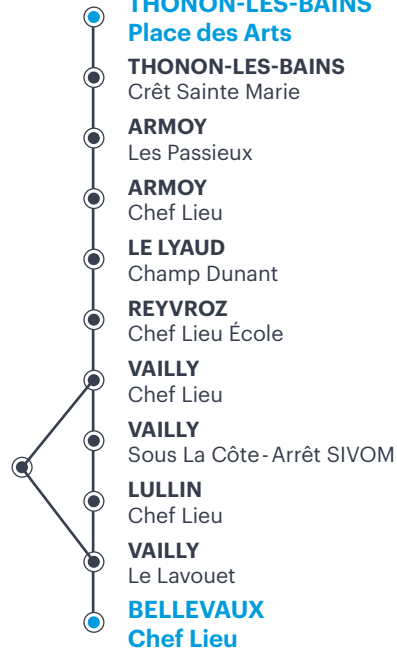 THONON-LES-BAINS
Place des Arts
THONON-LES-BAINS
Crêt Sainte Marie
ARMOY
Les Passieux
ARMOY
Chef Lieu
LE LYAUD
Champ Dunant
REYVROZ
Chef Lieu École
VAILLY
Chef Lieu
VAILLY
Sous La Côte - Arrêt SIVOM
LULLIN
Chef Lieu
VAILLY
Le Lavouet
BELLEVAUX
Chef Lieu